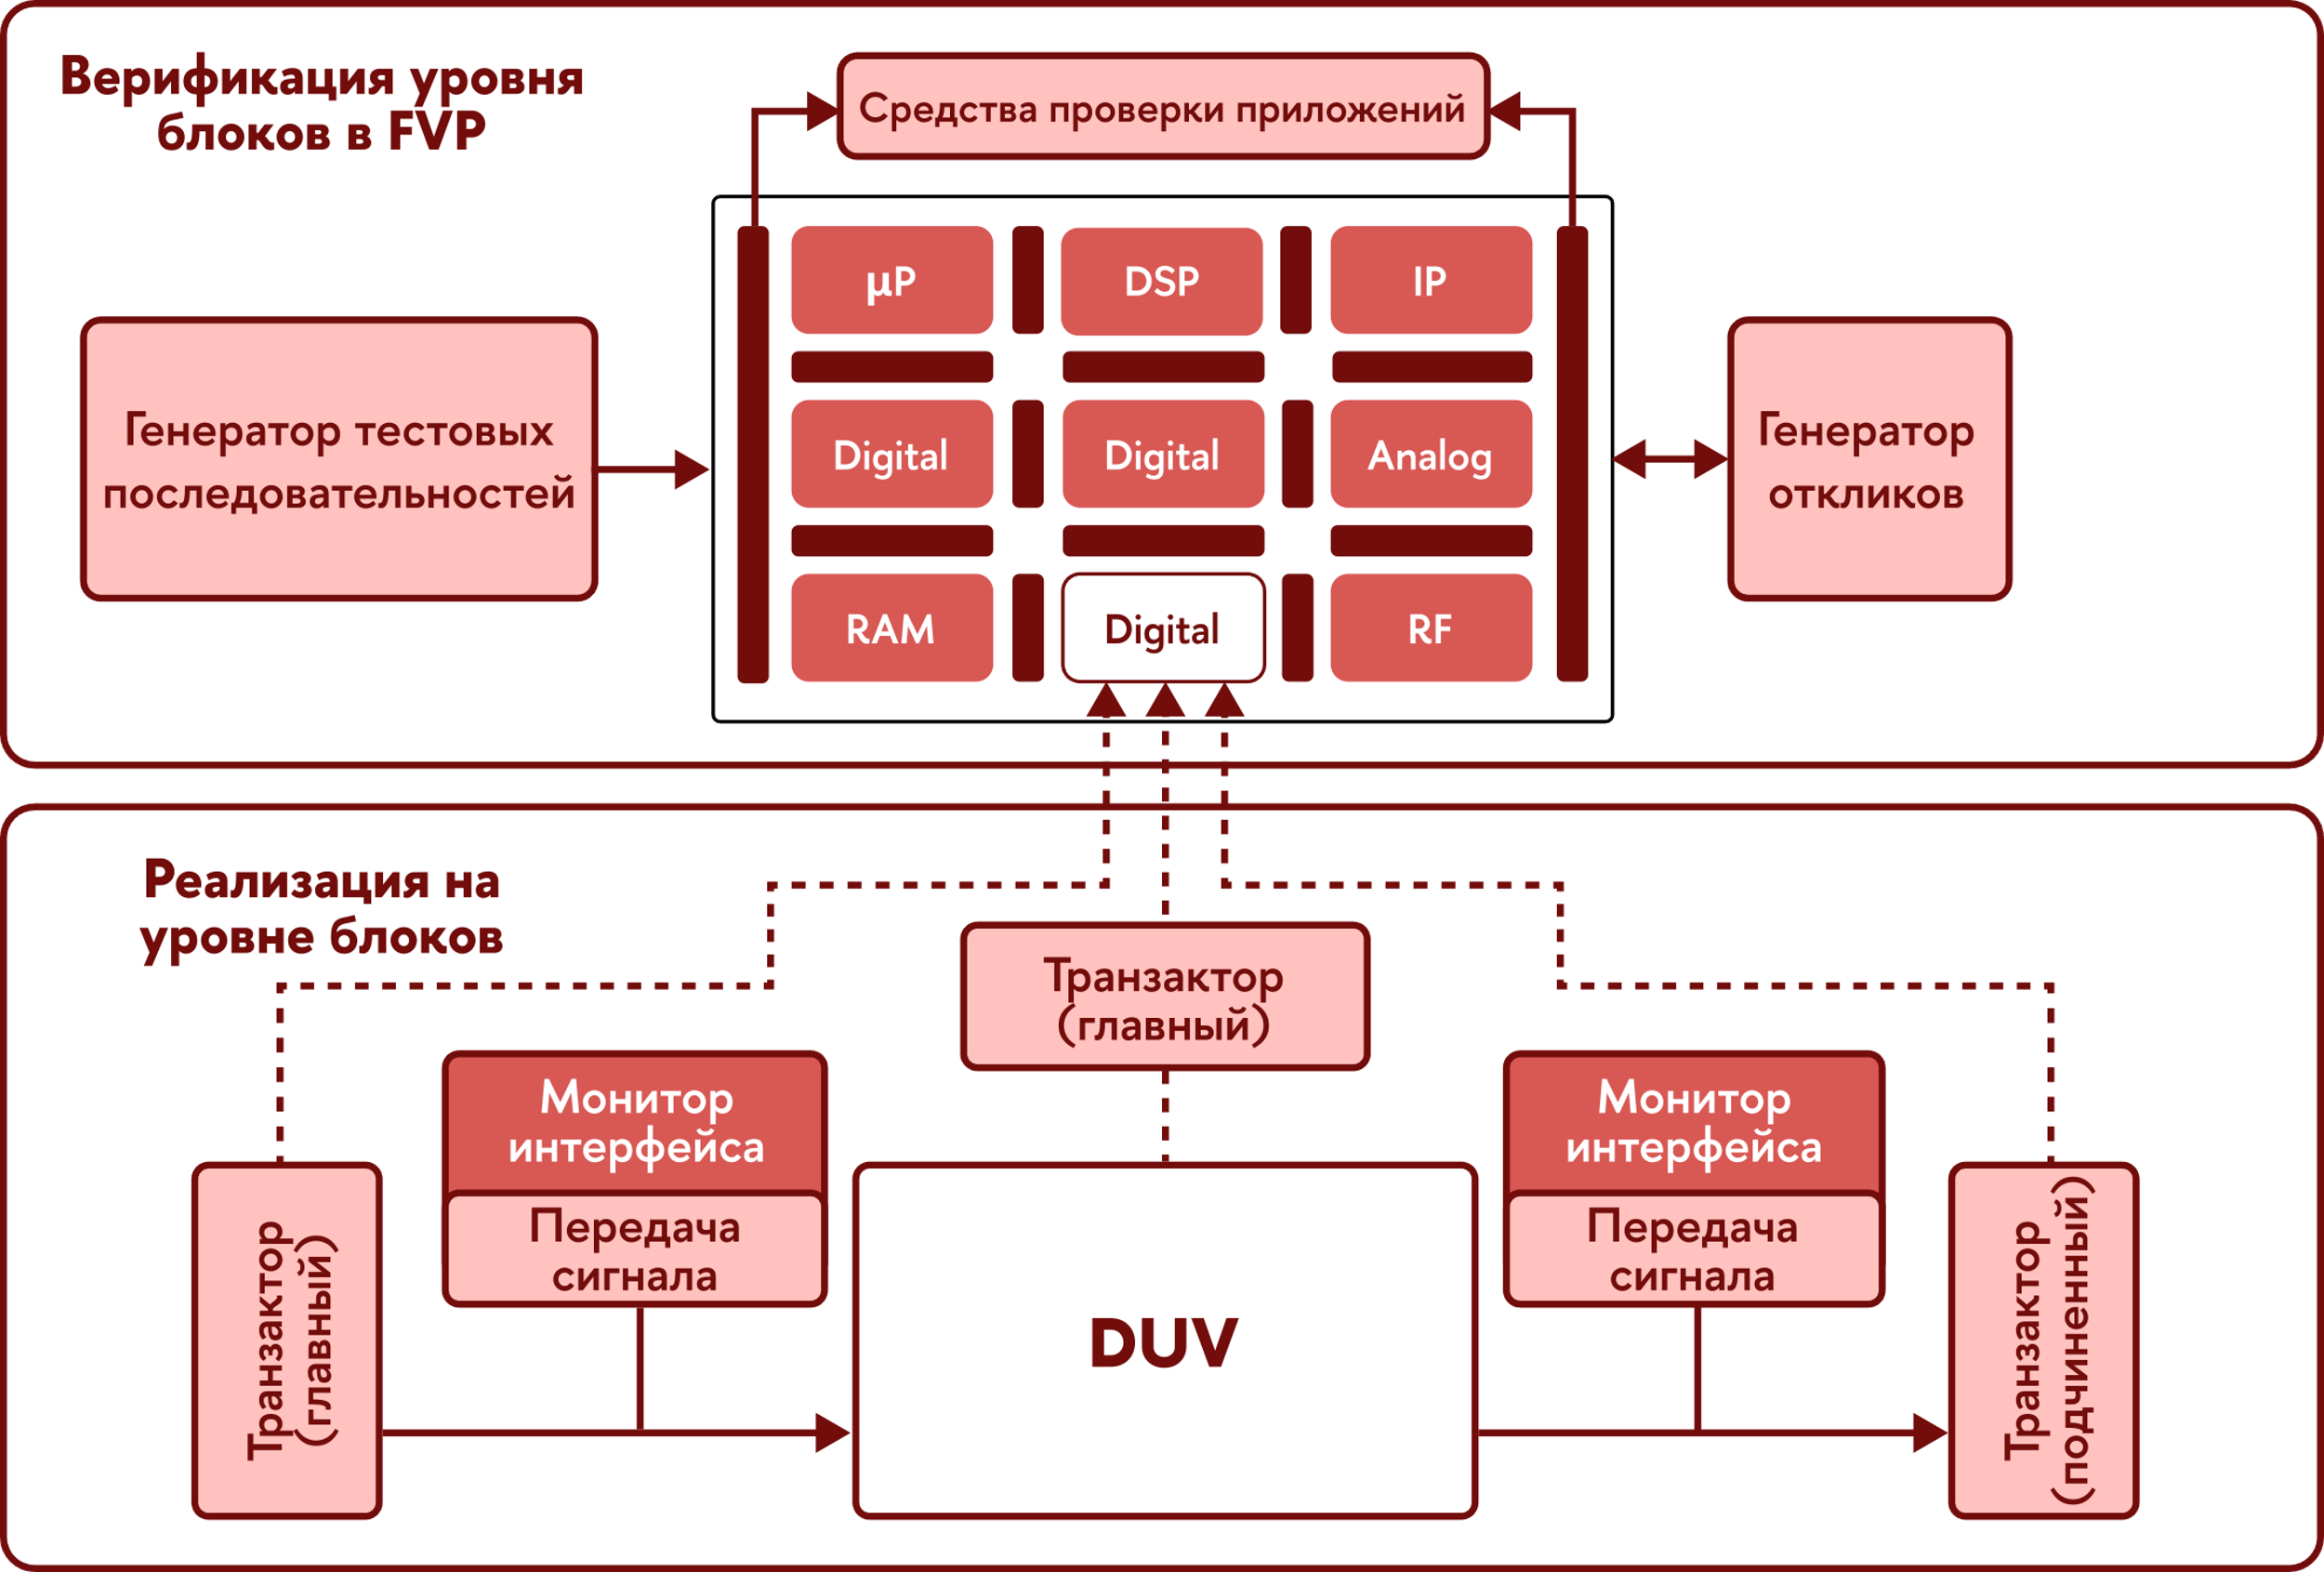 Верификация уровня
блоков в FVP
Средства проверки приложений
µP
DSP
IP
Генератор тестовых
последовательностей
Digital
Digital
Analog
Генератор
откликов
RAM
Digital
RF
Реализация на
уровне блоков
Транзактор
(главный)
Монитор
интерфейса
Передача
сигнала
Монитор
интерфейса
Передача
сигнала
Транзактор
(главный)
DUV
Транзактор
(подчиненный)